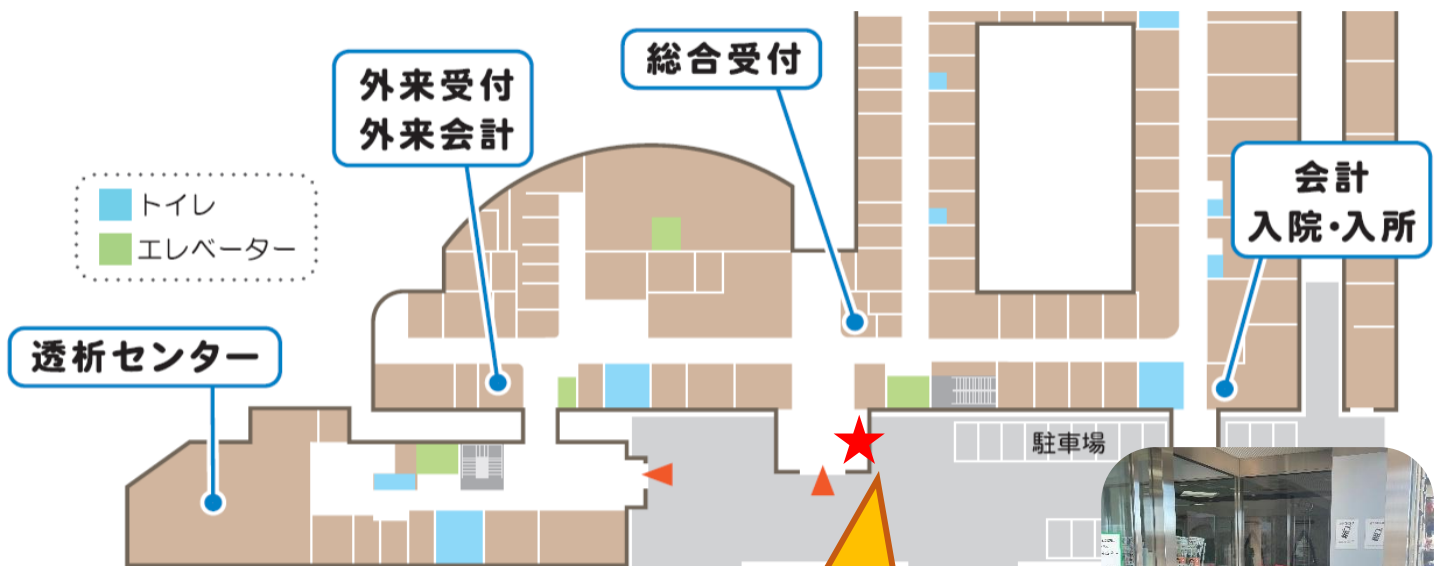 総合受付
外来受付
外来会計
会計
入院・入所
トイレ
エレベーター
透析センター
駐車場